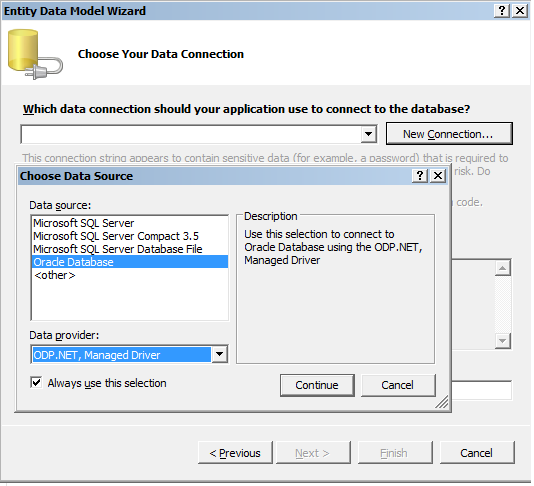 Entity Data Model Wizard
Choose Your Data Connection
Which data connection should your application use to connect to the database?
New Connection...
This connection string appears to contain sensitive data (for example, a password) that is required to
risk. Do
Choose Data Source
code.
Data source:
Microsoft SQL Server
Microsoft SQL Server Compact 3.5
Microsoft SQL Server Database File
Oracle Database
<other>
Description
Use this selection to connect to
Oracle Database using the ODP.NET,
Managed Driver
Data provider:
ODP.NET, Managed Driver
Always use this selection
Continue
Cancel
< Previous
Next >
Finish
Cancel